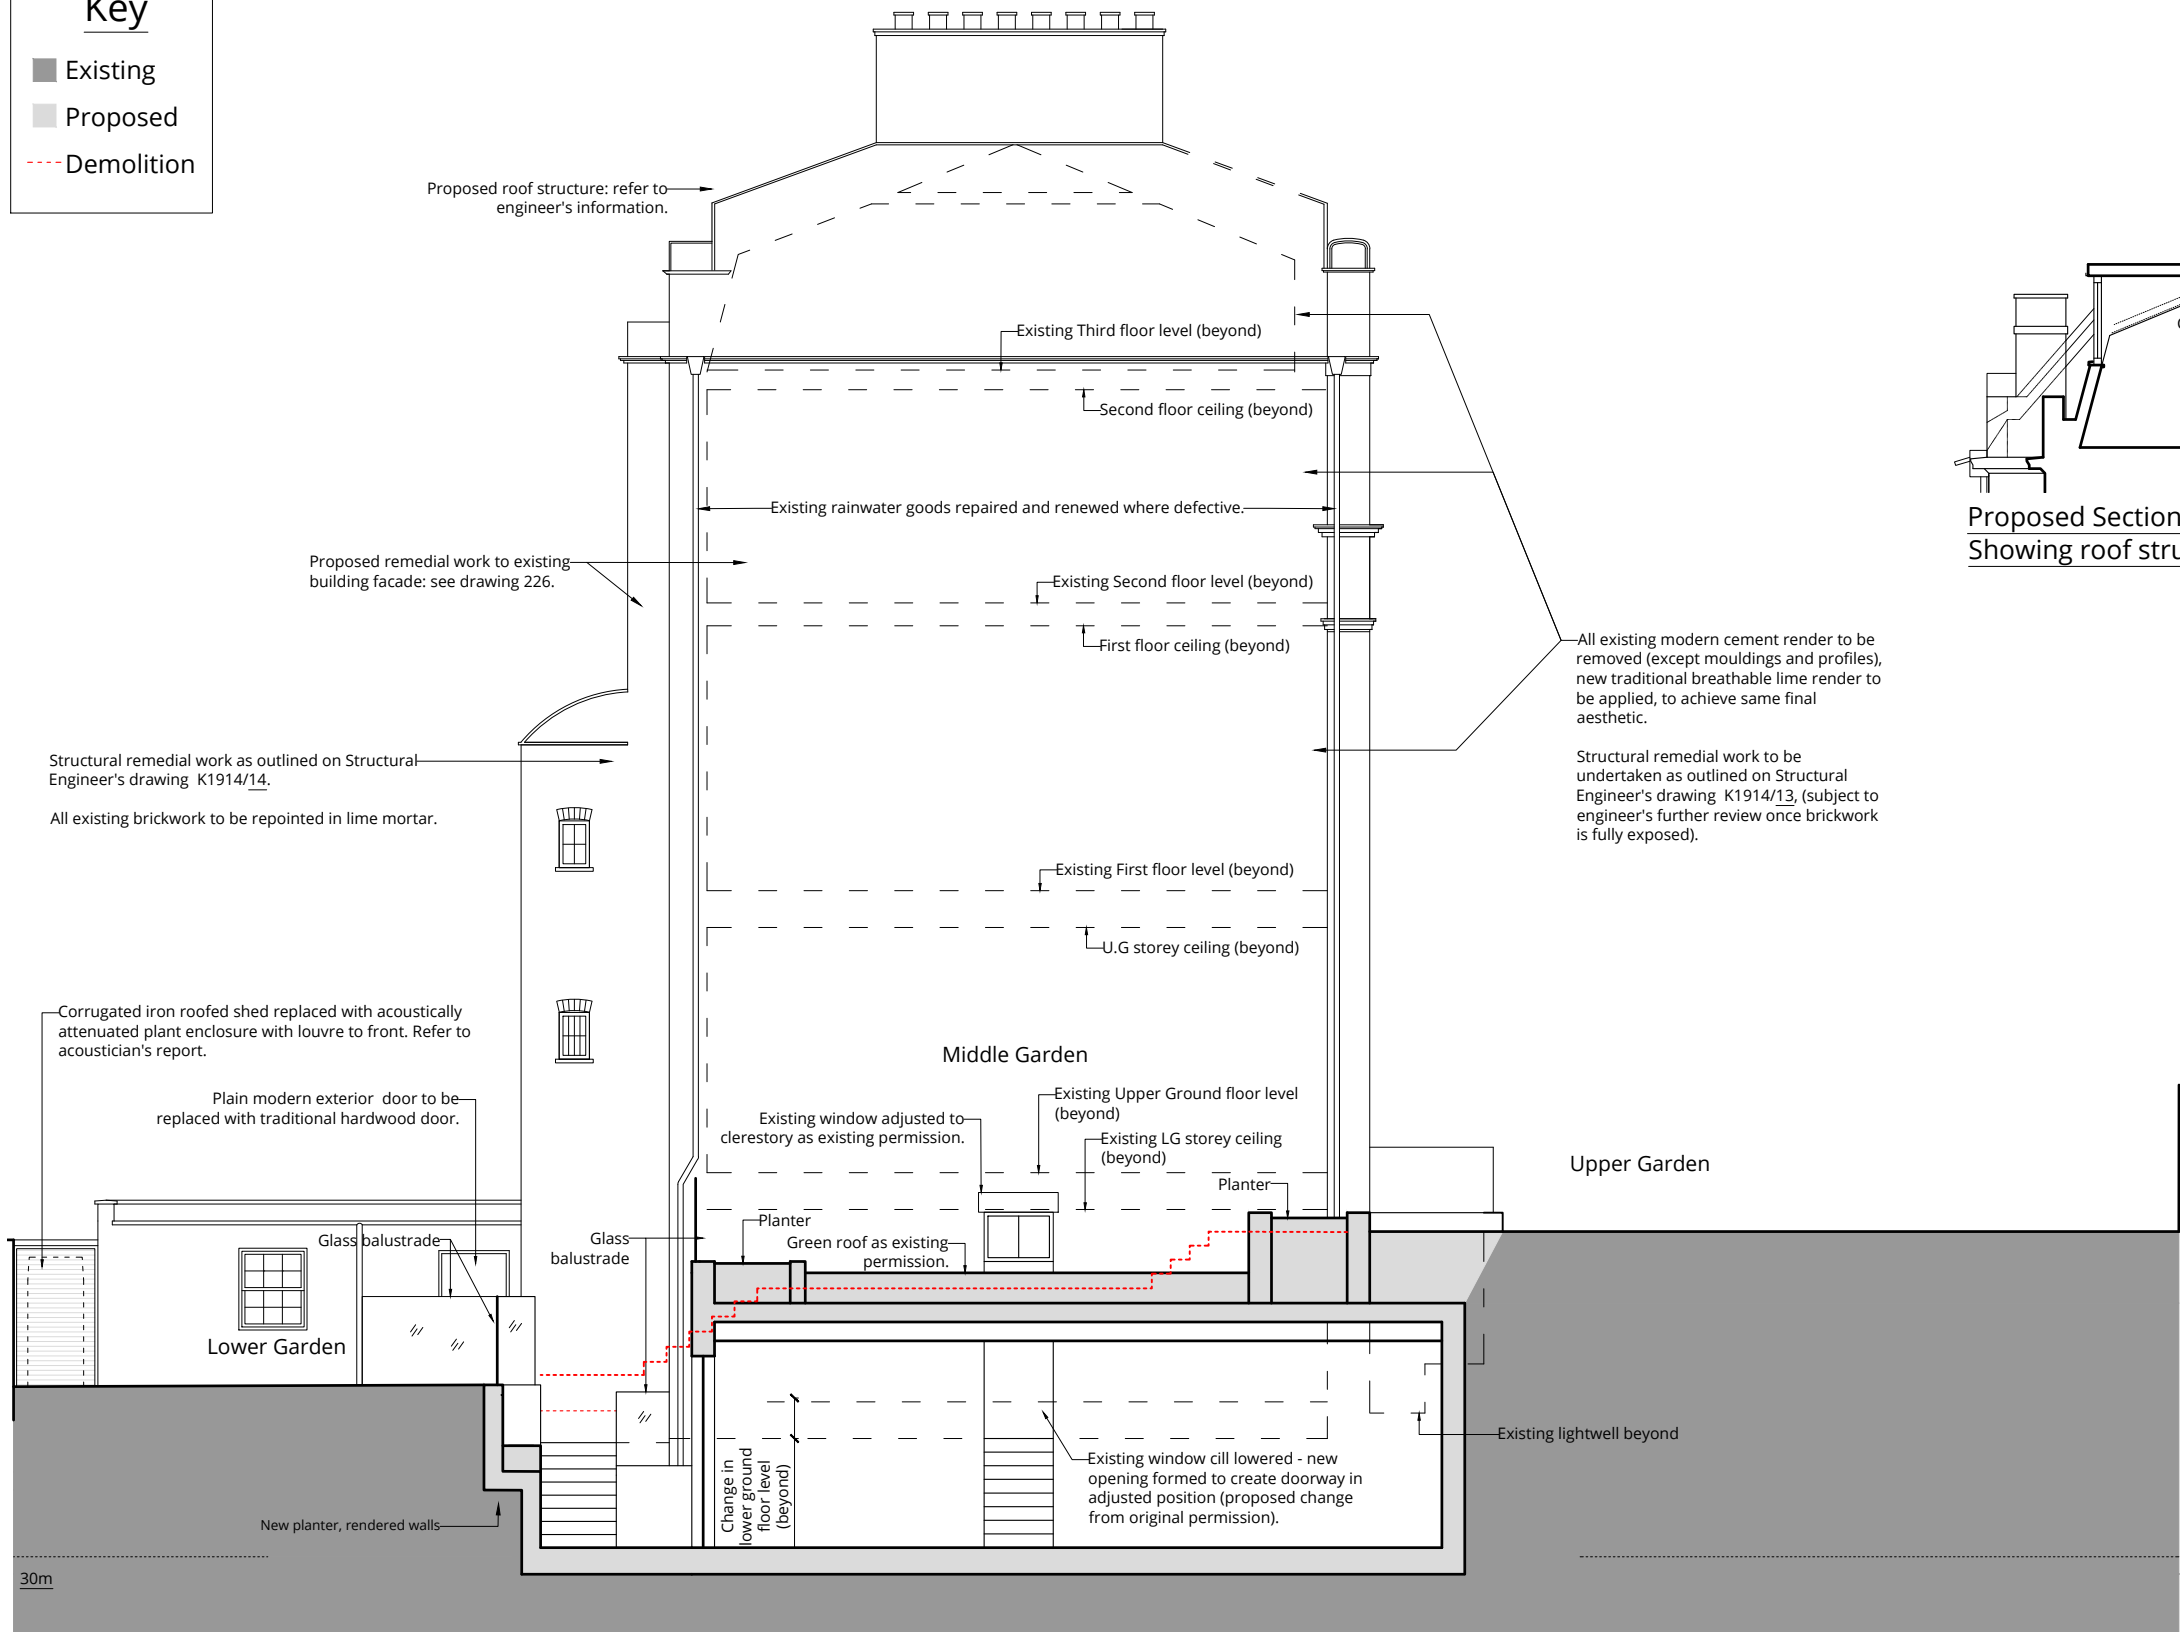 Key
Existing
Proposed
Demolition
Proposed roof structure: refer to
engineer's information.
Existing Third floor level (beyond)
Second floor ceiling (beyond)
Existing rainwater goods repaired and renewed where defective.
Proposed Section
Showing roof stru
Proposed remedial work to existing
building facade: see drawing 226.
Existing Second floor level (beyond)
First floor ceiling (beyond)
All existing modern cement render to be
removed (except mouldings and profiles),
new traditional breathable lime render to
be applied, to achieve same final
aesthetic.
Structural remedial work to be
undertaken as outlined on Structural
Engineer's drawing K1914/13, (subject to
engineer's further review once brickwork
is fully exposed).
Structural remedial work as outlined on Structural
Engineer's drawing K1914/14.
All existing brickwork to be repointed in lime mortar.
Existing First floor level (beyond)
U.G storey ceiling (beyond)
Corrugated iron roofed shed replaced with acoustically
attenuated plant enclosure with louvre to front. Refer to
acoustician's report.
Middle Garden
Plain modern exterior door to be
replaced with traditional hardwood door.
Existing window adjusted to
clerestory as existing permission.
Existing Upper Ground floor level
(beyond)
Existing LG storey ceiling
(beyond)
Upper Garden
Planter
Planter
Glass balustrade
Glass
balustrade
Green roof as existing
permission.
Lower Garden
Change in
lower ground
floor level
(beyond)
Existing window cill lowered - new
opening formed to create doorway in
adjusted position (proposed change
from original permission).
Existing lightwell beyond
New planter, rendered walls
30m